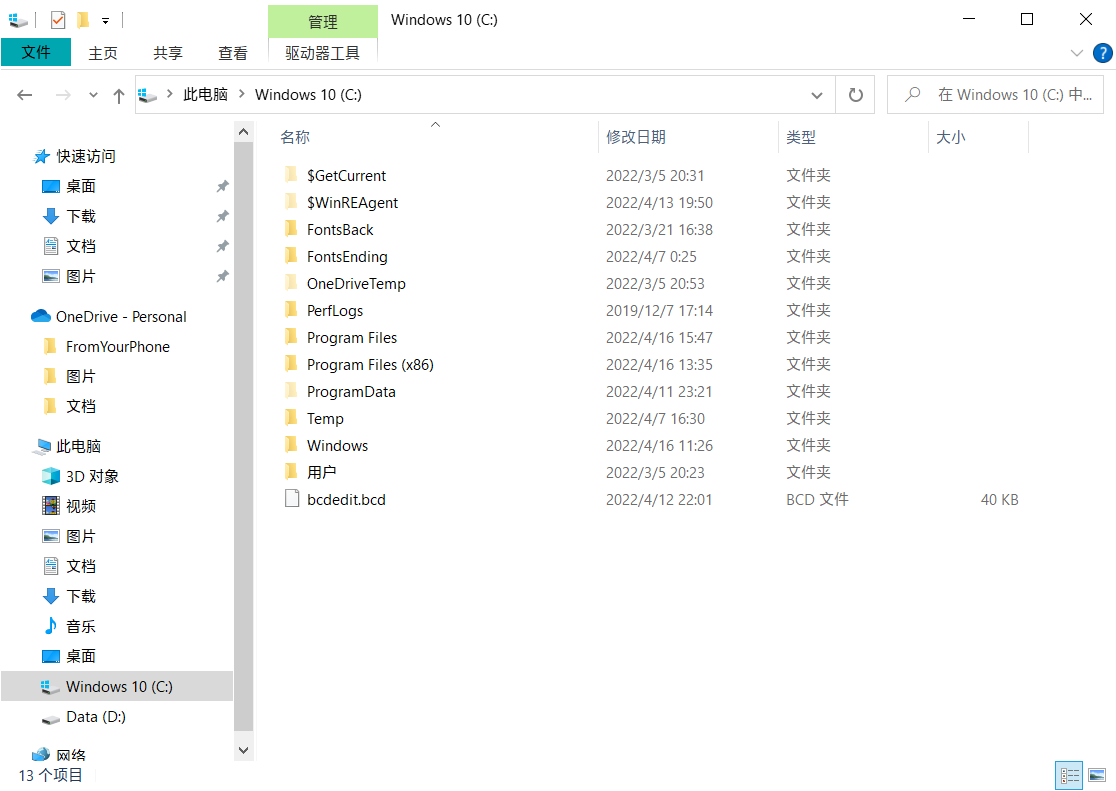 管理
Windows 10 (C:)
文件
主页
共享
查看
驱动器工具
此电脑
Windows 10 (C:)
在 Windows 10 (C:) 中...
快速访问
桌面
下载
文档
图片
OneDrive - Personal
FromYourPhone
图片
文档
此电脑
3D 对象
视频
图片
文档
下载
音乐
桌面
Windows 10 (C:)
Data (D:)
网络
名称 修改日期 类型 大小
$GetCurrent 2022/3/5 20:31 文件夹
$WinREAgent 2022/4/13 19:50 文件夹
FontsBack 2022/3/21 16:38 文件夹
FontsEnding 2022/4/7 0:25 文件夹
OneDriveTemp 2022/3/5 20:53 文件夹
PerfLogs 2019/12/7 17:14 文件夹
Program Files 2022/4/16 15:47 文件夹
Program Files (x86) 2022/4/16 13:35 文件夹
ProgramData 2022/4/11 23:21 文件夹
Temp 2022/4/7 16:30 文件夹
Windows 2022/4/16 11:26 文件夹
用户 2022/3/5 20:23 文件夹
bcdedit.bcd 2022/4/12 22:01 BCD 文件 40 KB
13 个项目